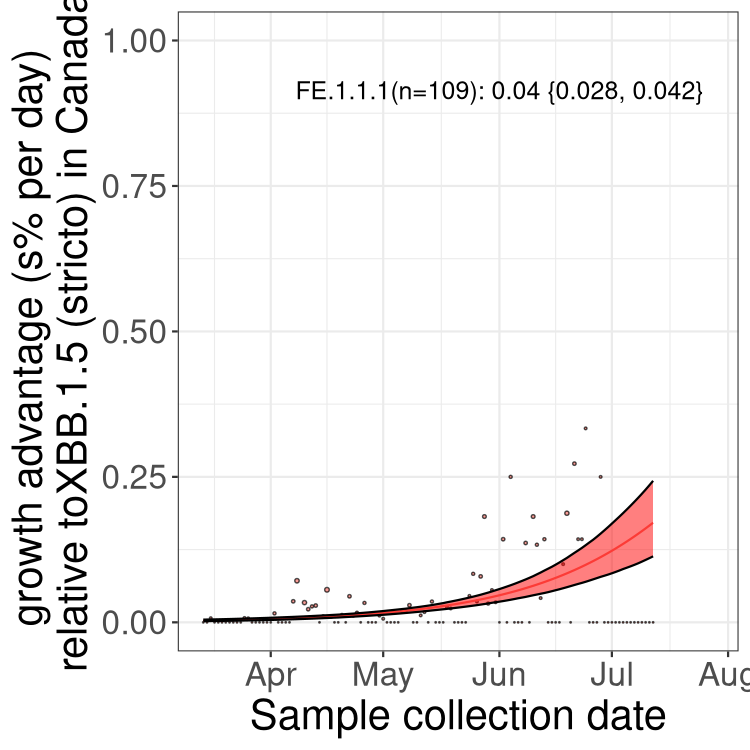 growth advantage (s% per day)
relative toXBB.1.5 (stricto) in Canada
1.00
0.75
0.50
0.25
0.00
FE.1.1.1(n=109): 0.04 {0.028, 0.042}
Apr May Jun Jul Aug
Sample collection date